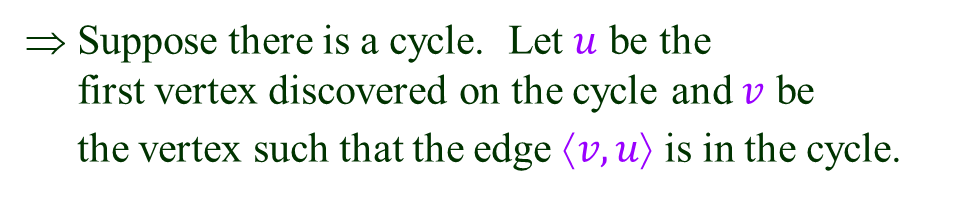 ⇒ Suppose there is a cycle. Let u be the
first vertex discovered on the cycle and v be
the vertex such that the edge ⟨v, u⟩ is in the cycle.